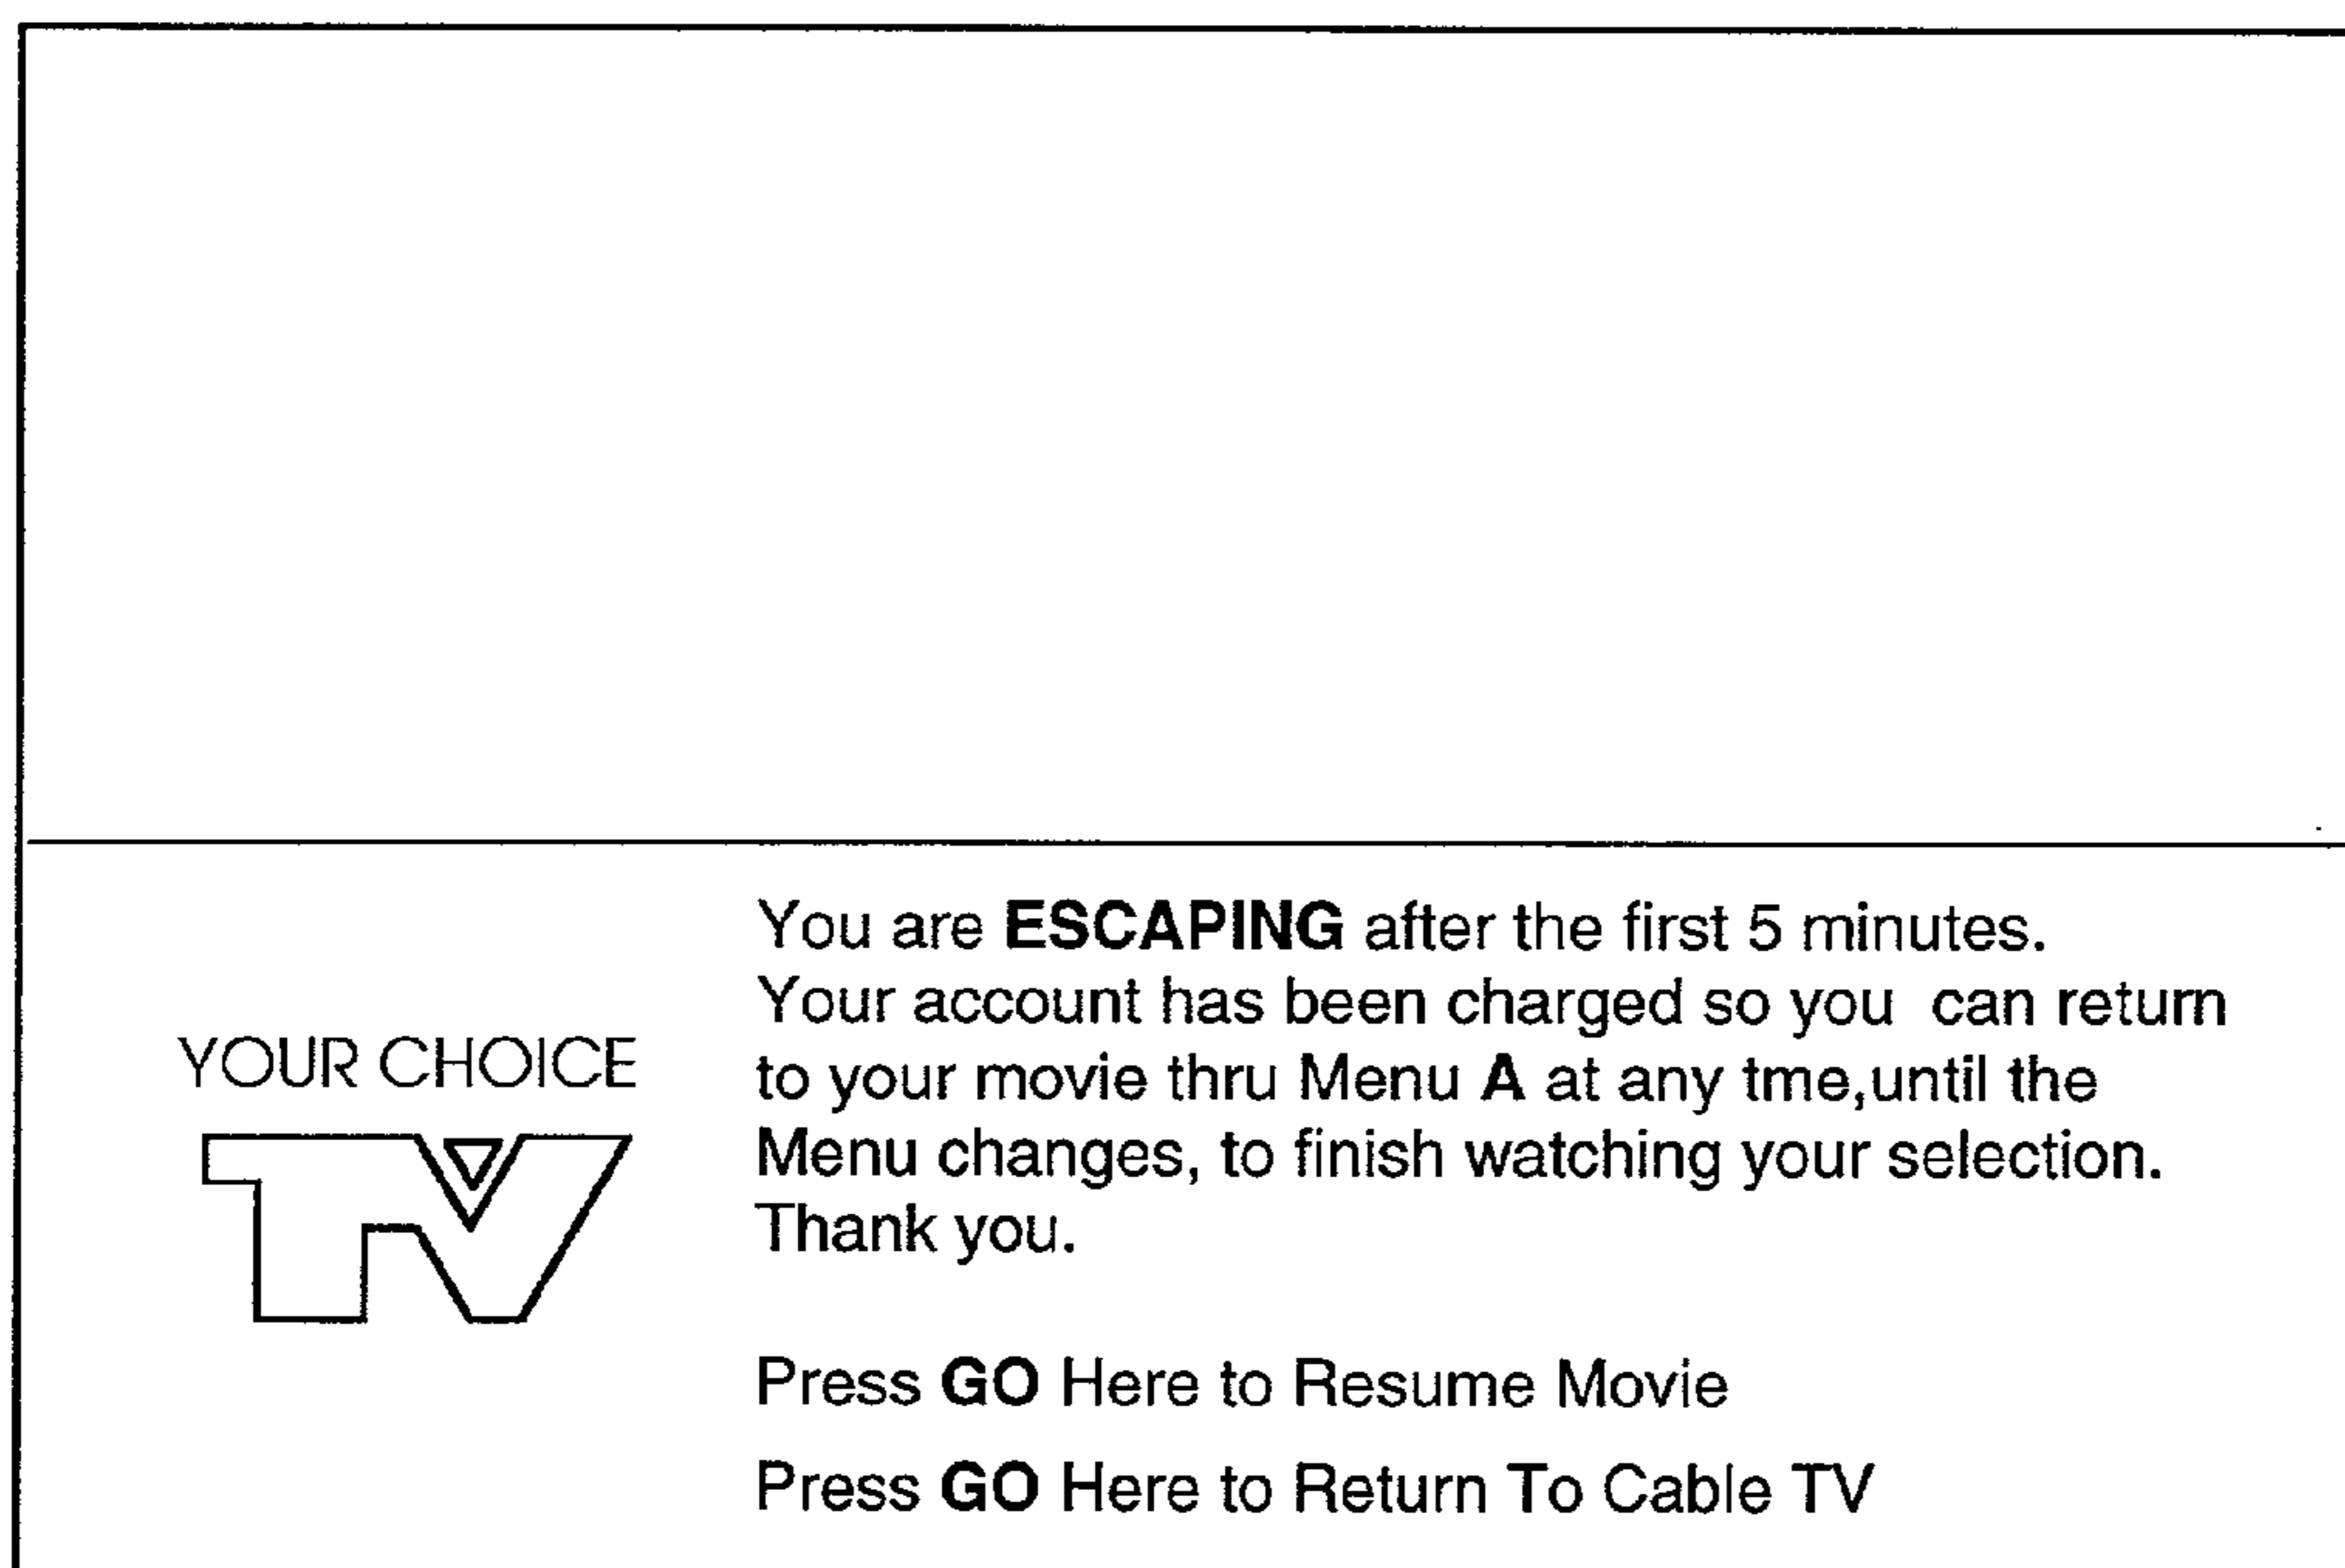 You are ESCAPING after the first 5 minutes.
Your account has been charged so you can return
to your movie thru Menu A at any tme,until the
Menu changes, to finish watching your selection.
Thank you.
YOUR CHOICE
TV
Press GO Here to Resume Movie
Press GO Here to Return To Cable TV